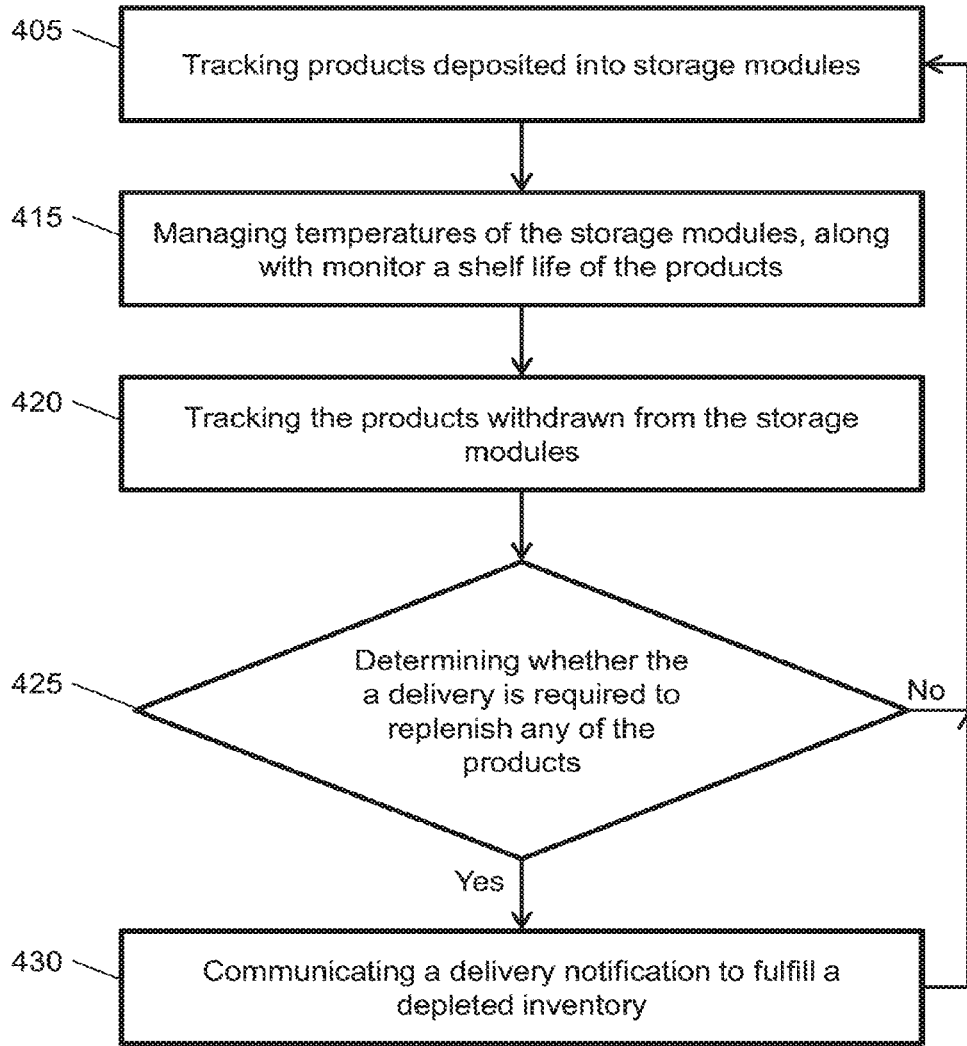 405
Tracking products deposited into storage modules
415
Managing temperatures of the storage modules, along
with monitor a shelf life of the products
420
Tracking the products withdrawn from the storage
modules
425
Determining whether the
a delivery is required to
replenish any of the
products
No
Yes
430
Communicating a delivery notification to fulfill a
depleted inventory